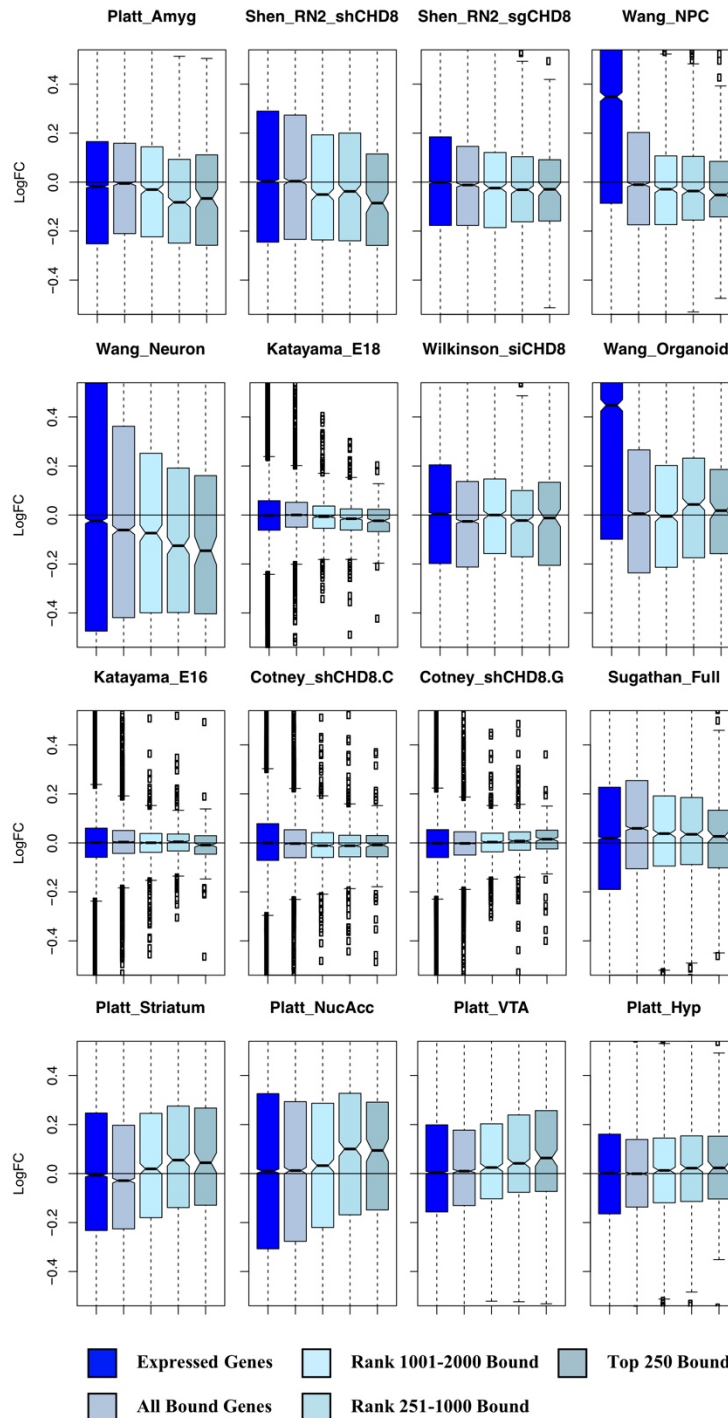 Platt_Amyg Shen_RN2_shCHD8 Shen_RN2_sgCHD8 Wang_NPC
LogFC
0.4
0.2
0.0
−0.2
−0.4
Wang_Neuron Katayama_E18 Wilkinson_siCHD8 Wang_Organoid
LogFC
0.4
0.2
0.0
−0.2
−0.4
Katayama_E16 Cotney_shCHD8.C Cotney_shCHD8.G Sugathan_Full
LogFC
0.4
0.2
0.0
−0.2
−0.4
Platt_Striatum Platt_NucAcc Platt_VTA Platt_Hyp
LogFC
0.4
0.2
0.0
−0.2
−0.4
Expressed Genes Rank 1001-2000 Bound Top 250 Bound
All Bound Genes Rank 251-1000 Bound